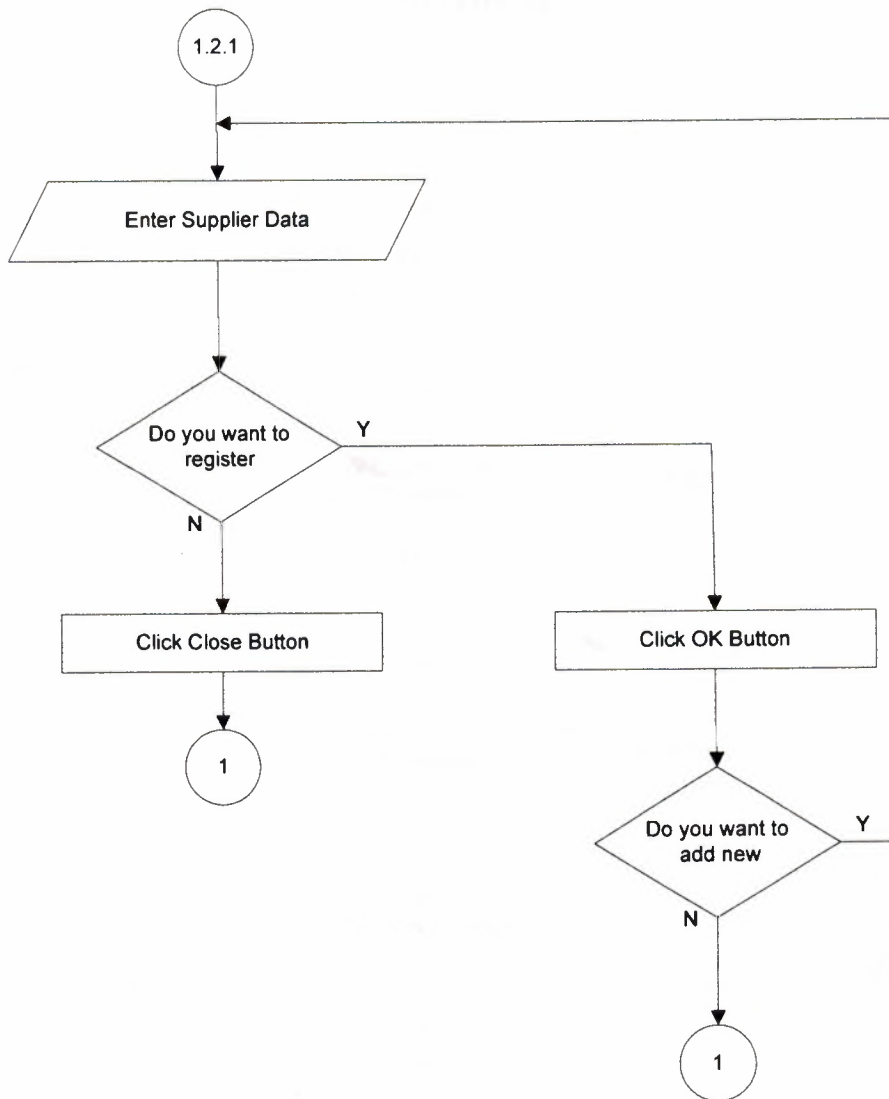 1.2.1
Enter Supplier Data
Do you want to
register
Y
N
Click Close Button
Click OK Button
1
Do you want to
add new
Y
N
1